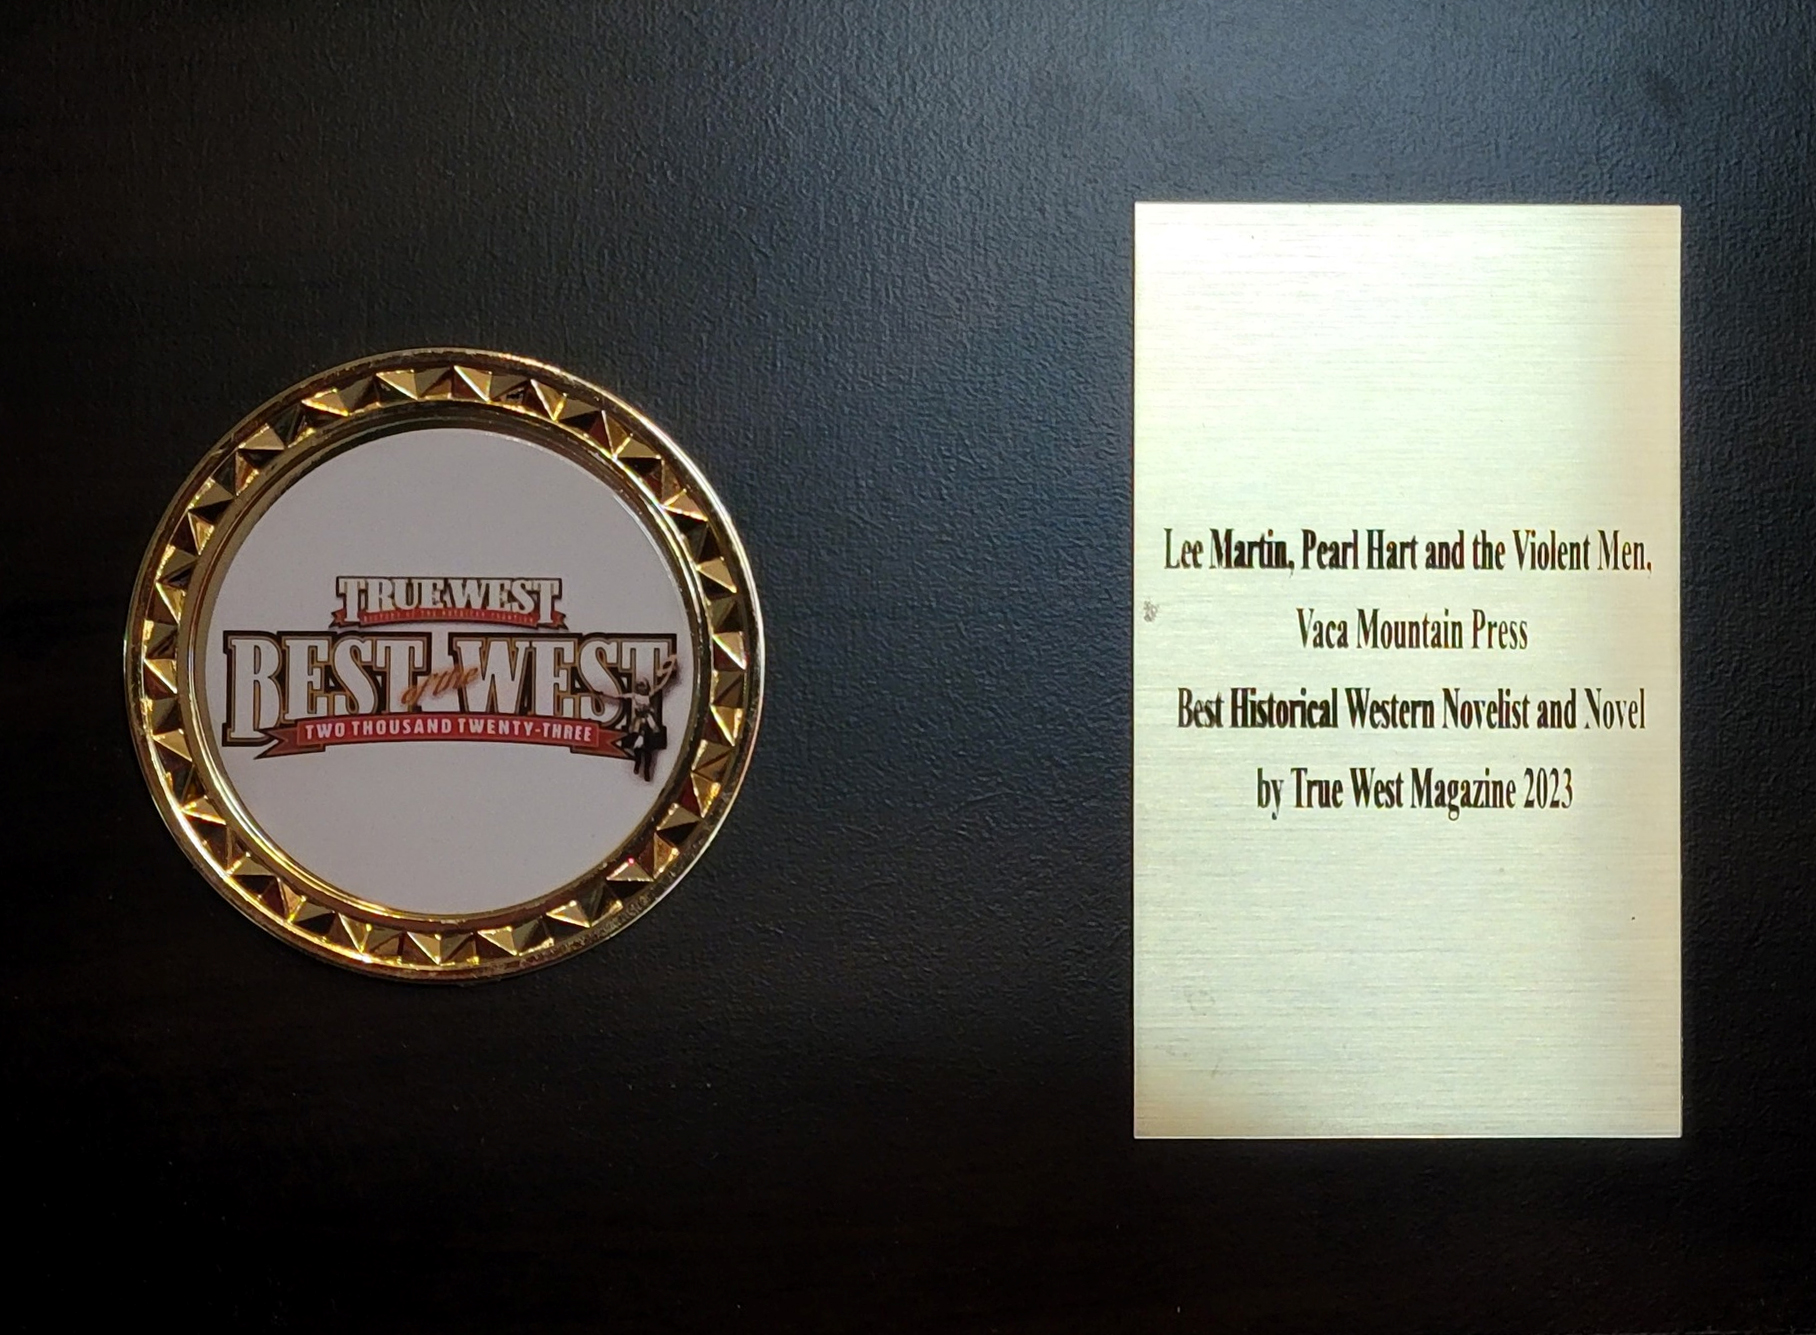 TRUE WEST
BEST of the WEST
TWO THOUSAND TWENTY-THREE
Lee Martin, Pearl Hart and the Violent Men,
Vaca Mountain Press
Best Historical Western Novelist and Novel
by True West Magazine 2023